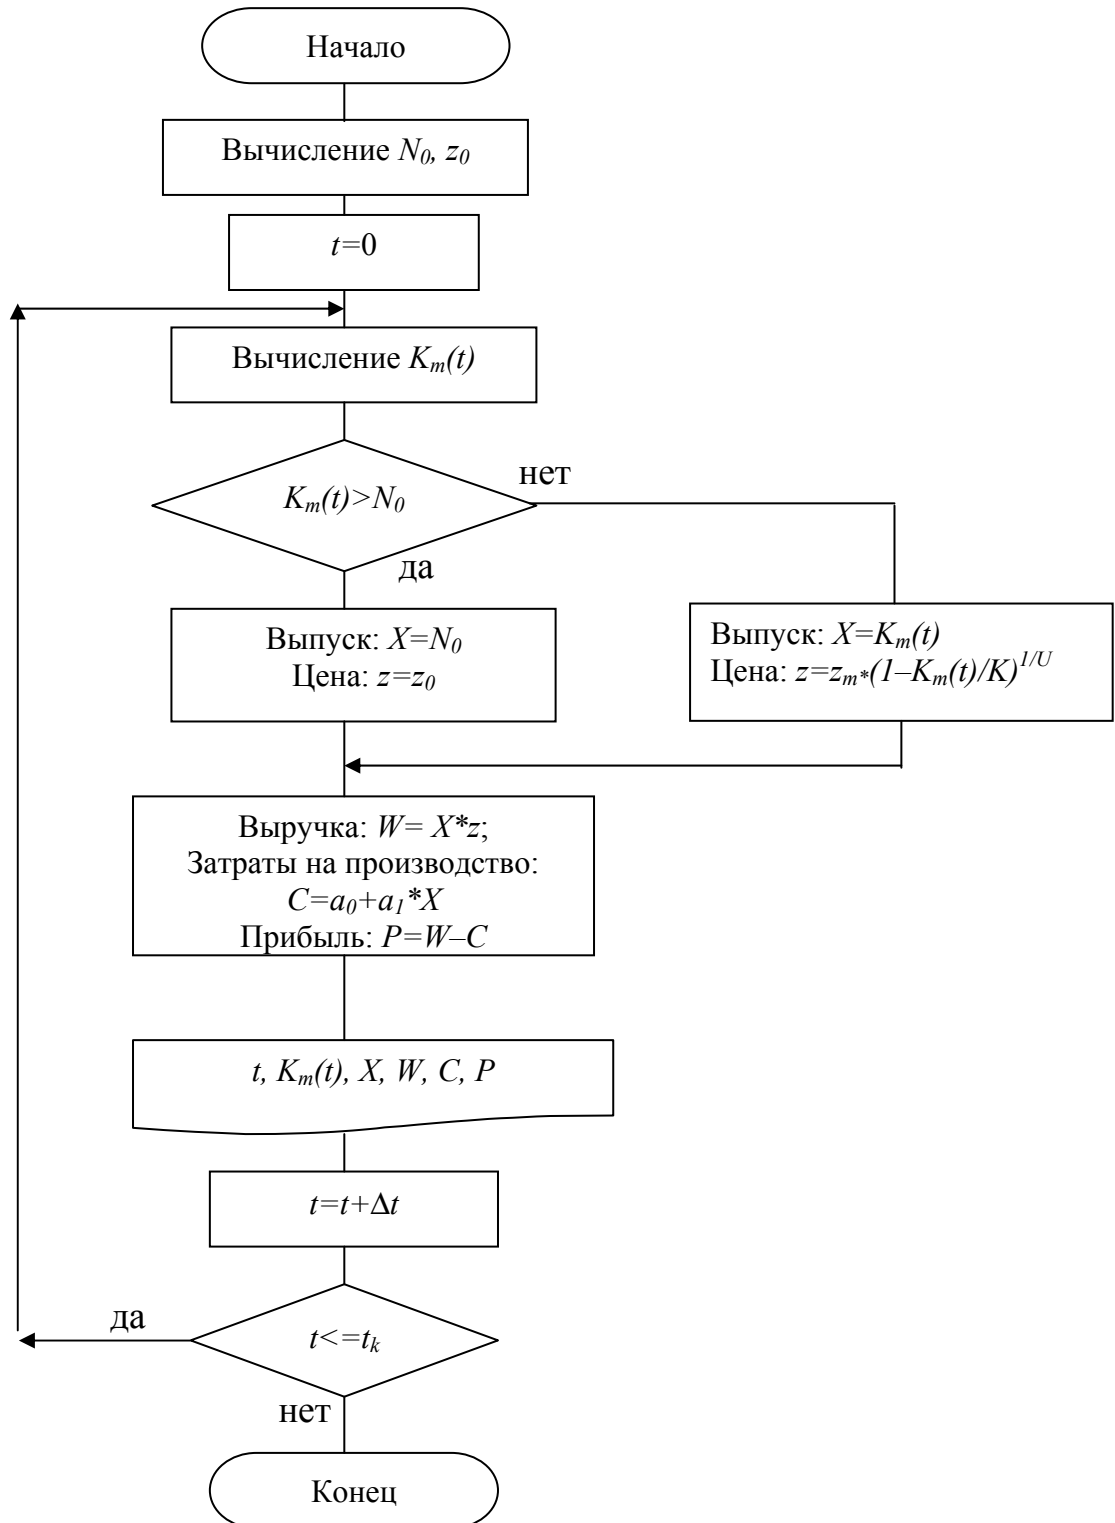 Начало
Вычисление N₀, z₀
t=0
Вычисление Kₘ(t)
нет
Kₘ(t)>N₀
да
Выпуск: X=N₀
Цена: z=z₀
Выпуск: X=Kₘ(t)
Цена: z=zₘ*(1–Kₘ(t)/K)^1/U
Выручка: W= X*z;
Затраты на производство:
C=a₀+a₁*X
Прибыль: P=W–C
t, Kₘ(t), X, W, C, P
t=t+Δt
да
t<=tₖ
нет
Конец